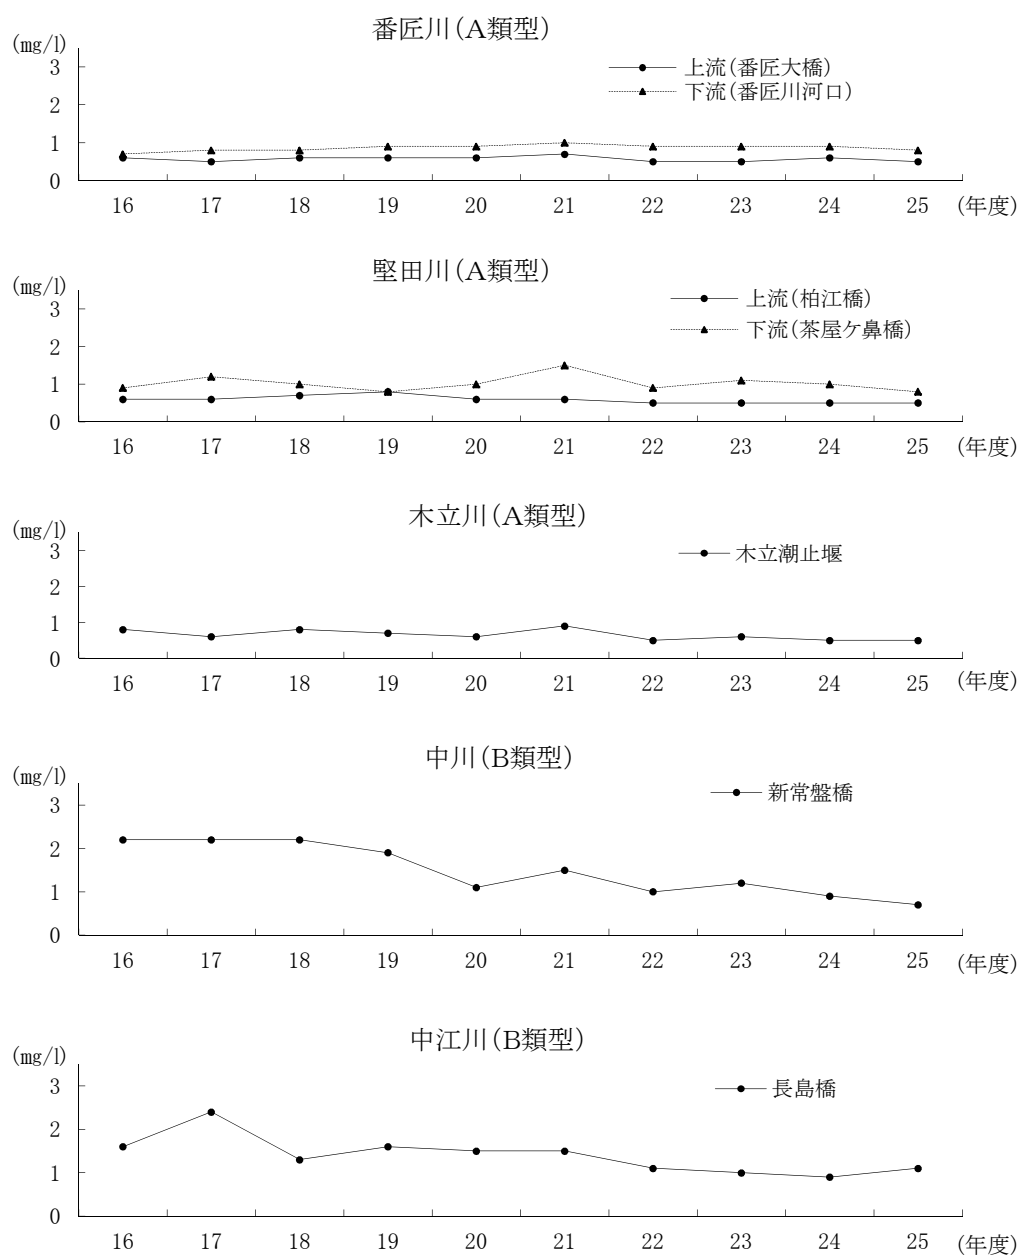 番匠川(A類型)
(mg/l)
3
2
1
0
上流(番匠大橋)
下流(番匠川河口)
16 17 18 19 20 21 22 23 24 25 (年度)
堅田川(A類型)
(mg/l)
3
2
1
0
上流(柏江橋)
下流(茶屋ケ鼻橋)
16 17 18 19 20 21 22 23 24 25 (年度)
木立川(A類型)
(mg/l)
3
2
1
0
木立潮止堰
16 17 18 19 20 21 22 23 24 25 (年度)
中川(B類型)
(mg/l)
3
2
1
0
新常盤橋
16 17 18 19 20 21 22 23 24 25 (年度)
中江川(B類型)
(mg/l)
3
2
1
0
長島橋
16 17 18 19 20 21 22 23 24 25 (年度)